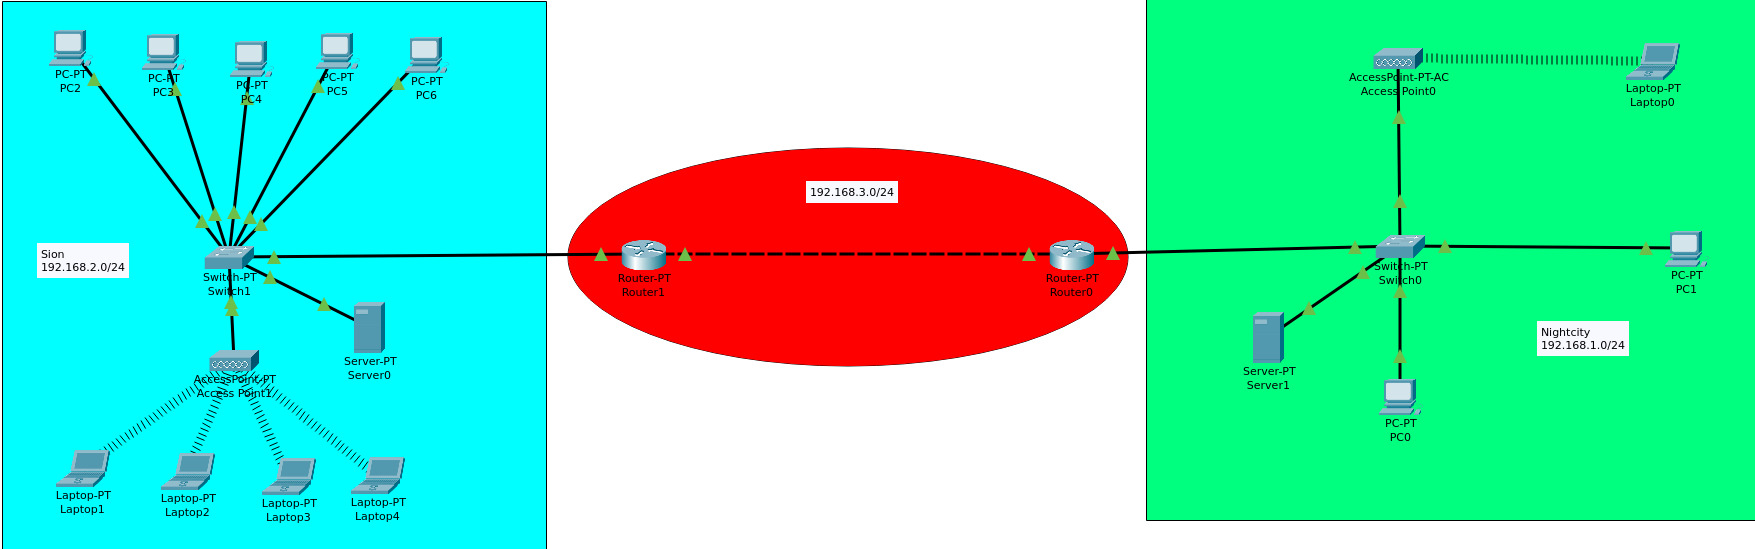 PC-PT
PC2
PC-PT
PC3
PC-PT
PC4
PC-PT
PC5
PC-PT
PC6
Sion
192.168.2.0/24
Switch-PT
Switch1
Server-PT
Server0
AccessPoint-PT
Access Point1
Laptop-PT
Laptop1
Laptop-PT
Laptop2
Laptop-PT
Laptop3
Laptop-PT
Laptop4
192.168.3.0/24
Router-PT
Router1
Router-PT
Router0
AccessPoint-PT-AC
Access Point0
Laptop-PT
Laptop0
Switch-PT
Switch0
PC-PT
PC1
Nightcity
192.168.1.0/24
Server-PT
Server1
PC-PT
PC0